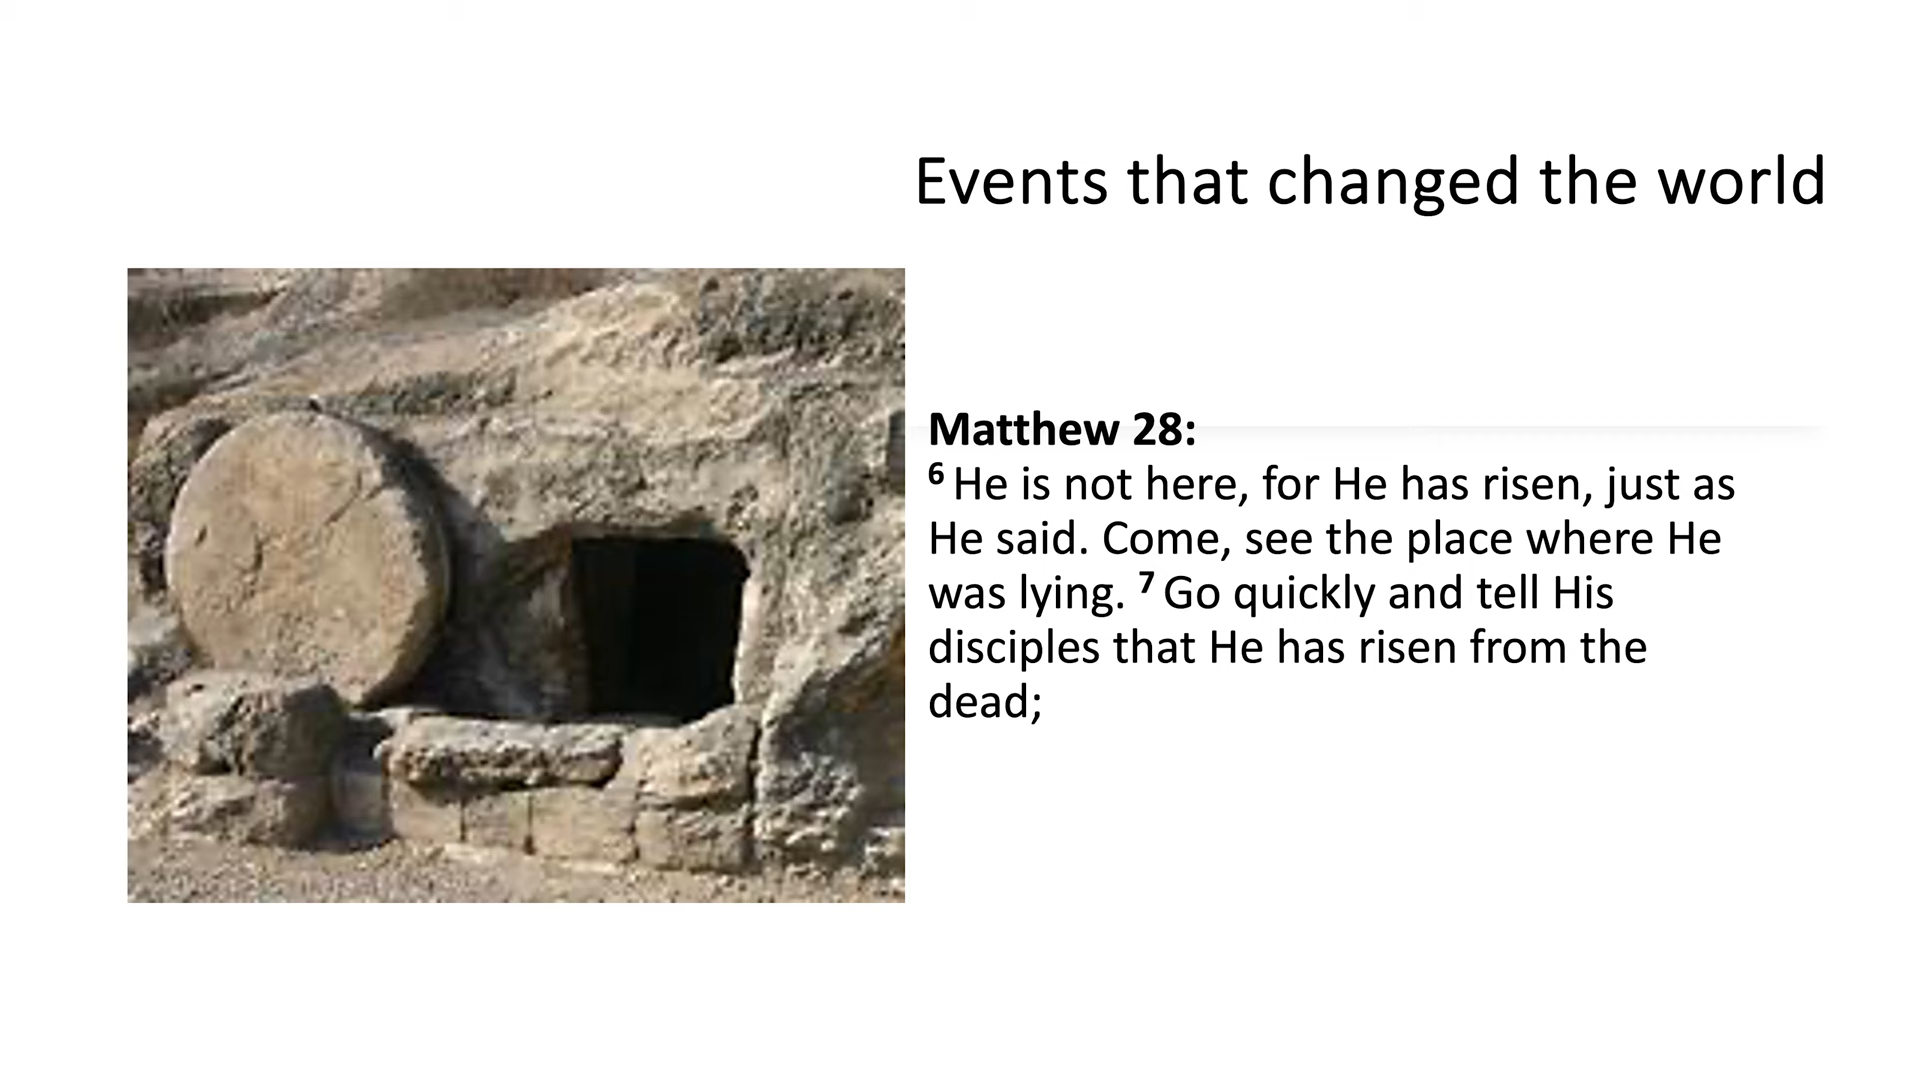 Events that changed the world
Matthew 28:
⁶ He is not here, for He has risen, just as
He said. Come, see the place where He
was lying. ⁷ Go quickly and tell His
disciples that He has risen from the
dead;